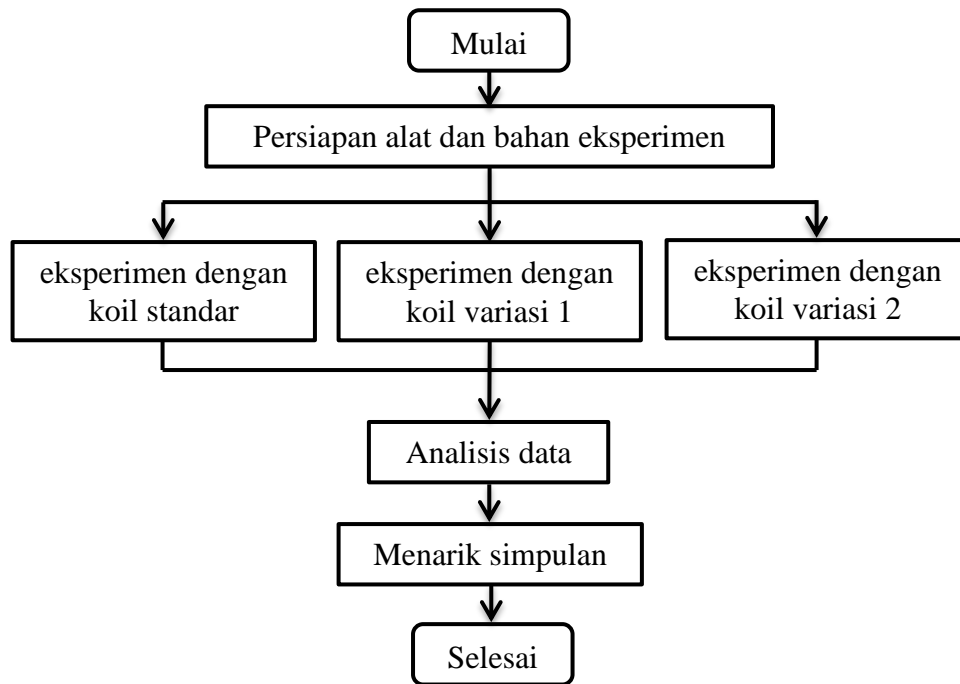 Mulai
Persiapan alat dan bahan eksperimen
eksperimen dengan
koil standar
eksperimen dengan
koil variasi 1
eksperimen dengan
koil variasi 2
Analisis data
Menarik simpulan
Selesai